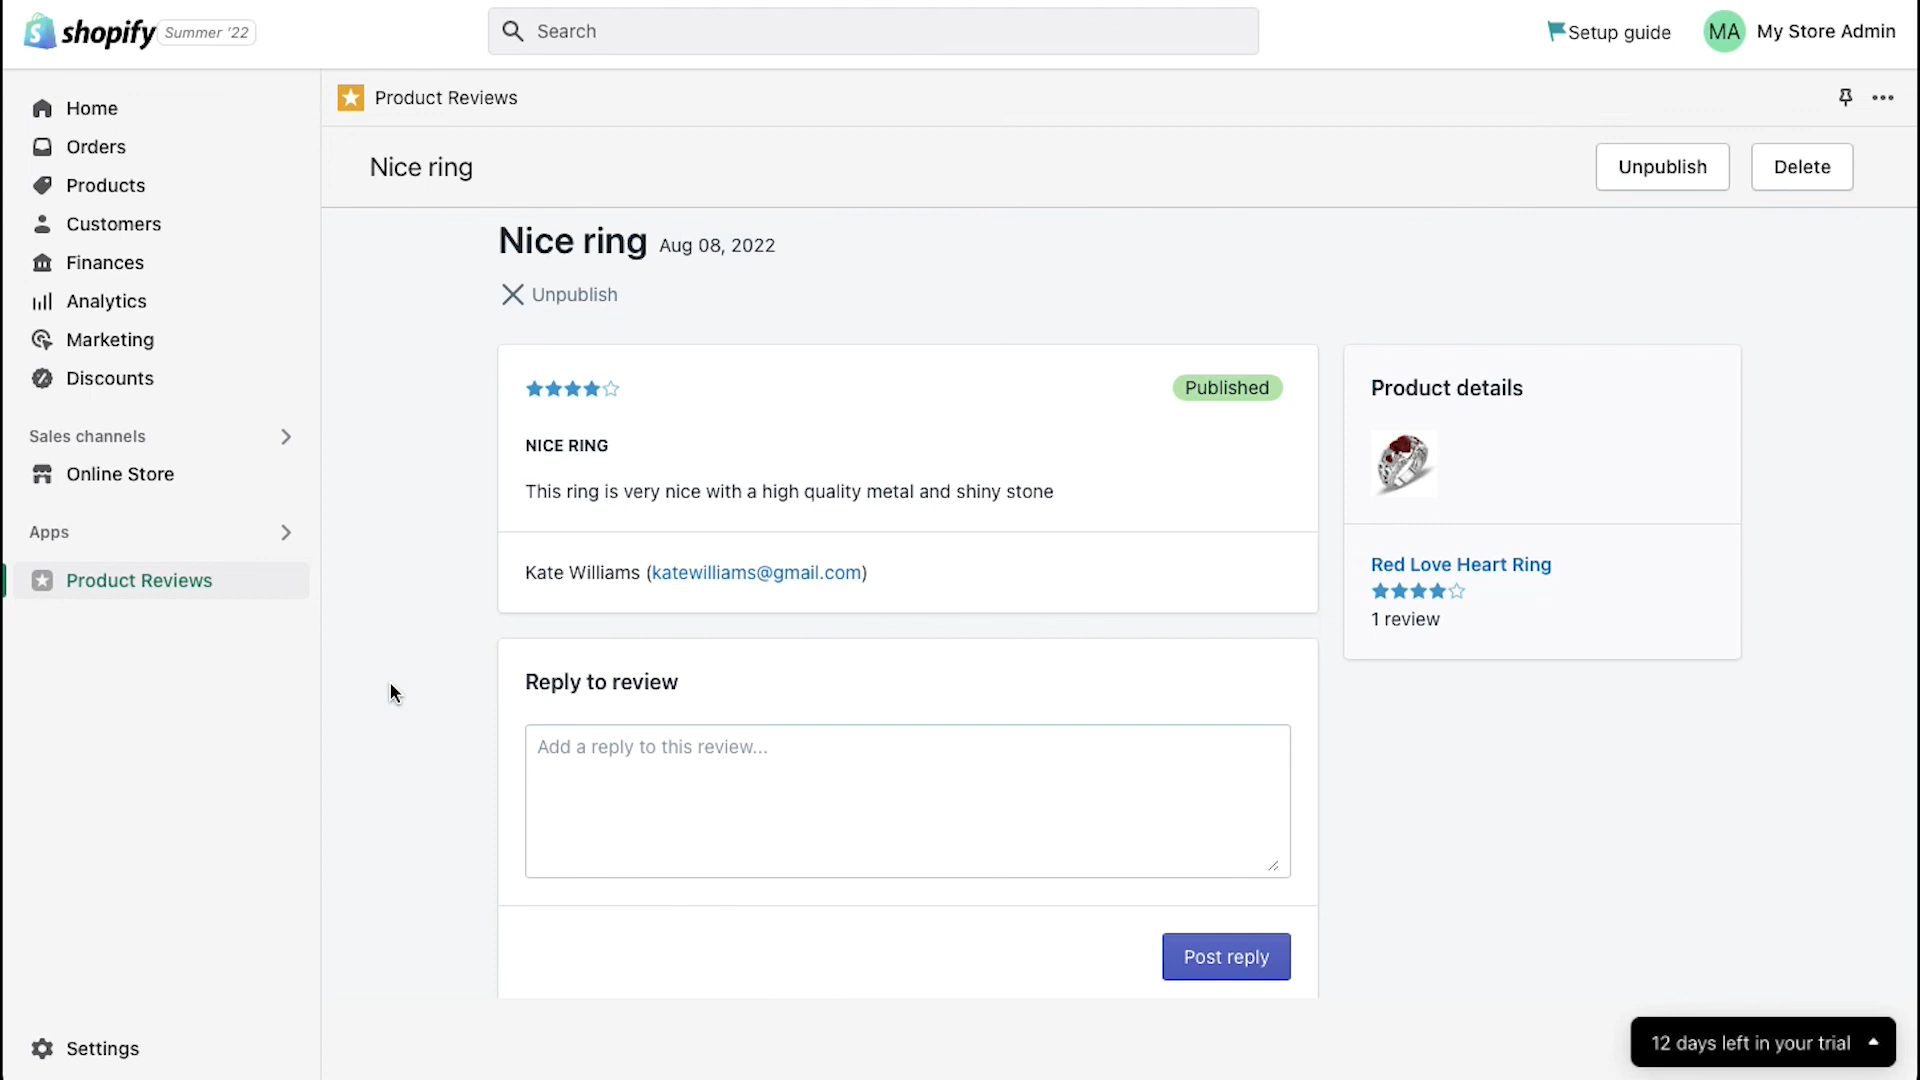 shopify Summer '22
Search
Setup guide
MA My Store Admin
Home
Orders
Products
Customers
Finances
Analytics
Marketing
Discounts
Sales channels
Online Store
Apps
Product Reviews
Settings
Product Reviews
Nice ring
Unpublish
Delete
Nice ring Aug 08, 2022
Unpublish
Published
NICE RING
This ring is very nice with a high quality metal and shiny stone
Kate Williams (katewilliams@gmail.com)
Reply to review
Add a reply to this review...
Post reply
Product details
Red Love Heart Ring
1 review
12 days left in your trial